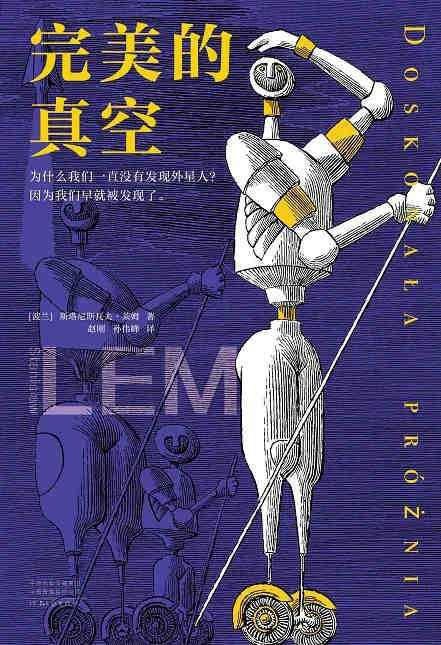 完美的
真空
为什么我们一直没有发现外星人？
因为我们早就被发现了。
[波兰] 斯塔尼斯瓦夫·莱姆 著
赵刚 孙伟峰 译
STANISŁAW
LEM
DOSKONAŁA PRÓŻNIA